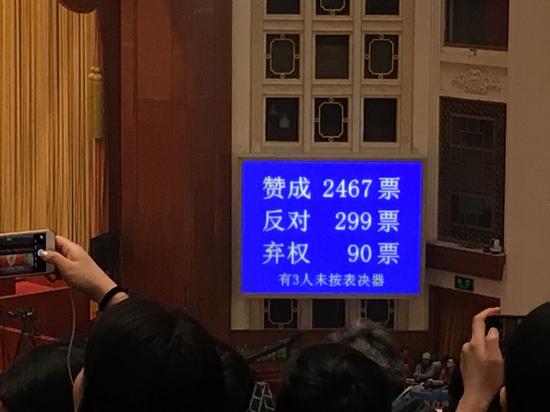 赞成 2467 票
反对 299 票
弃权 90 票
有3人未按表决器